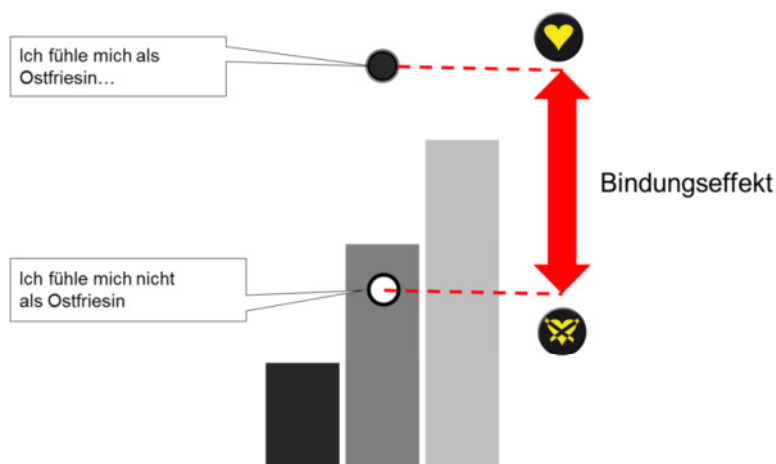 Ich fühle mich als
Ostfriesin…
Bindungseffekt
Ich fühle mich nicht
als Ostfriesin